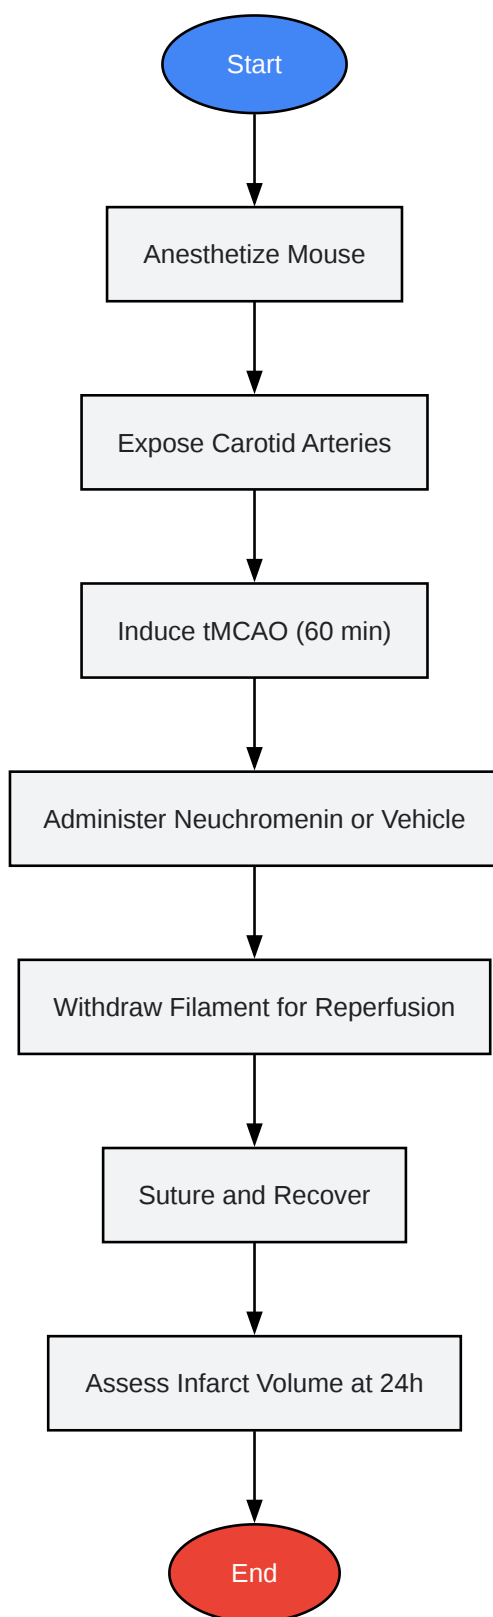 Start
Anesthetize Mouse
Expose Carotid Arteries
Induce tMCAO (60 min)
Administer Neuchromenin or Vehicle
Withdraw Filament for Reperfusion
Suture and Recover
Assess Infarct Volume at 24h
End